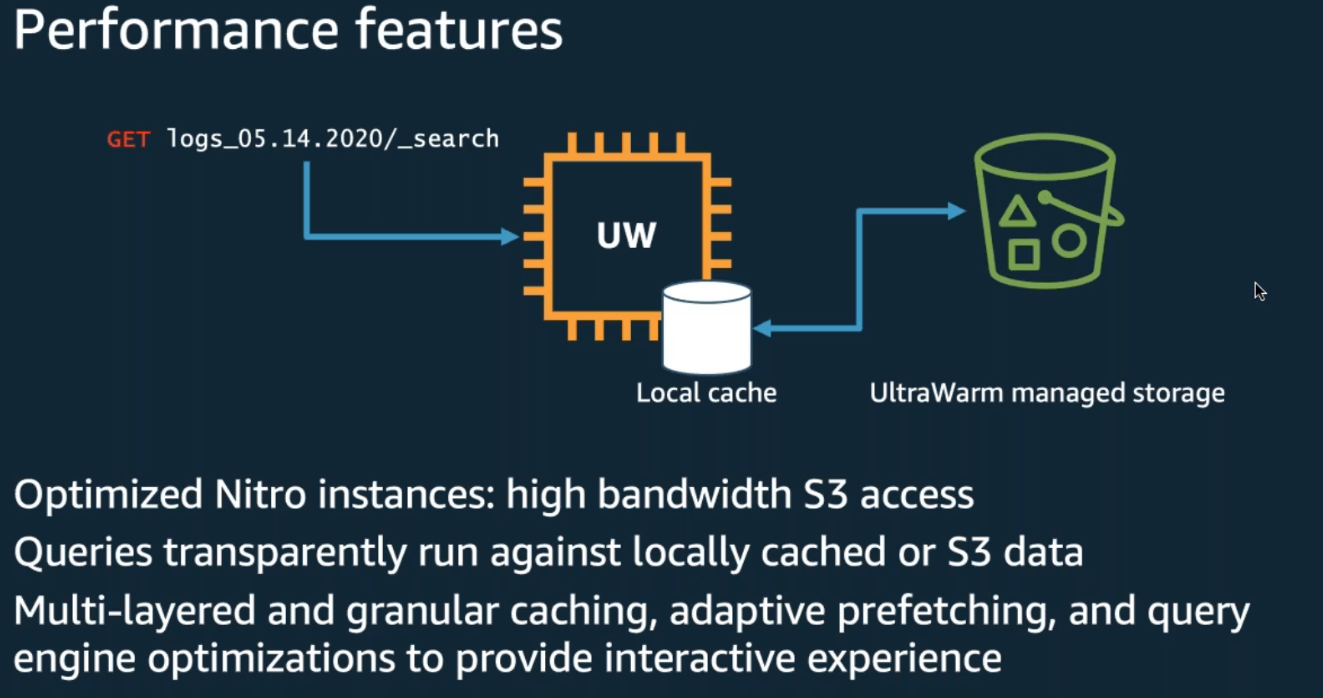 Performance features
GET logs_05.14.2020/_search
UW
Local cache
UltraWarm managed storage
Optimized Nitro instances: high bandwidth S3 access
Queries transparently run against locally cached or S3 data
Multi-layered and granular caching, adaptive prefetching, and query
engine optimizations to provide interactive experience